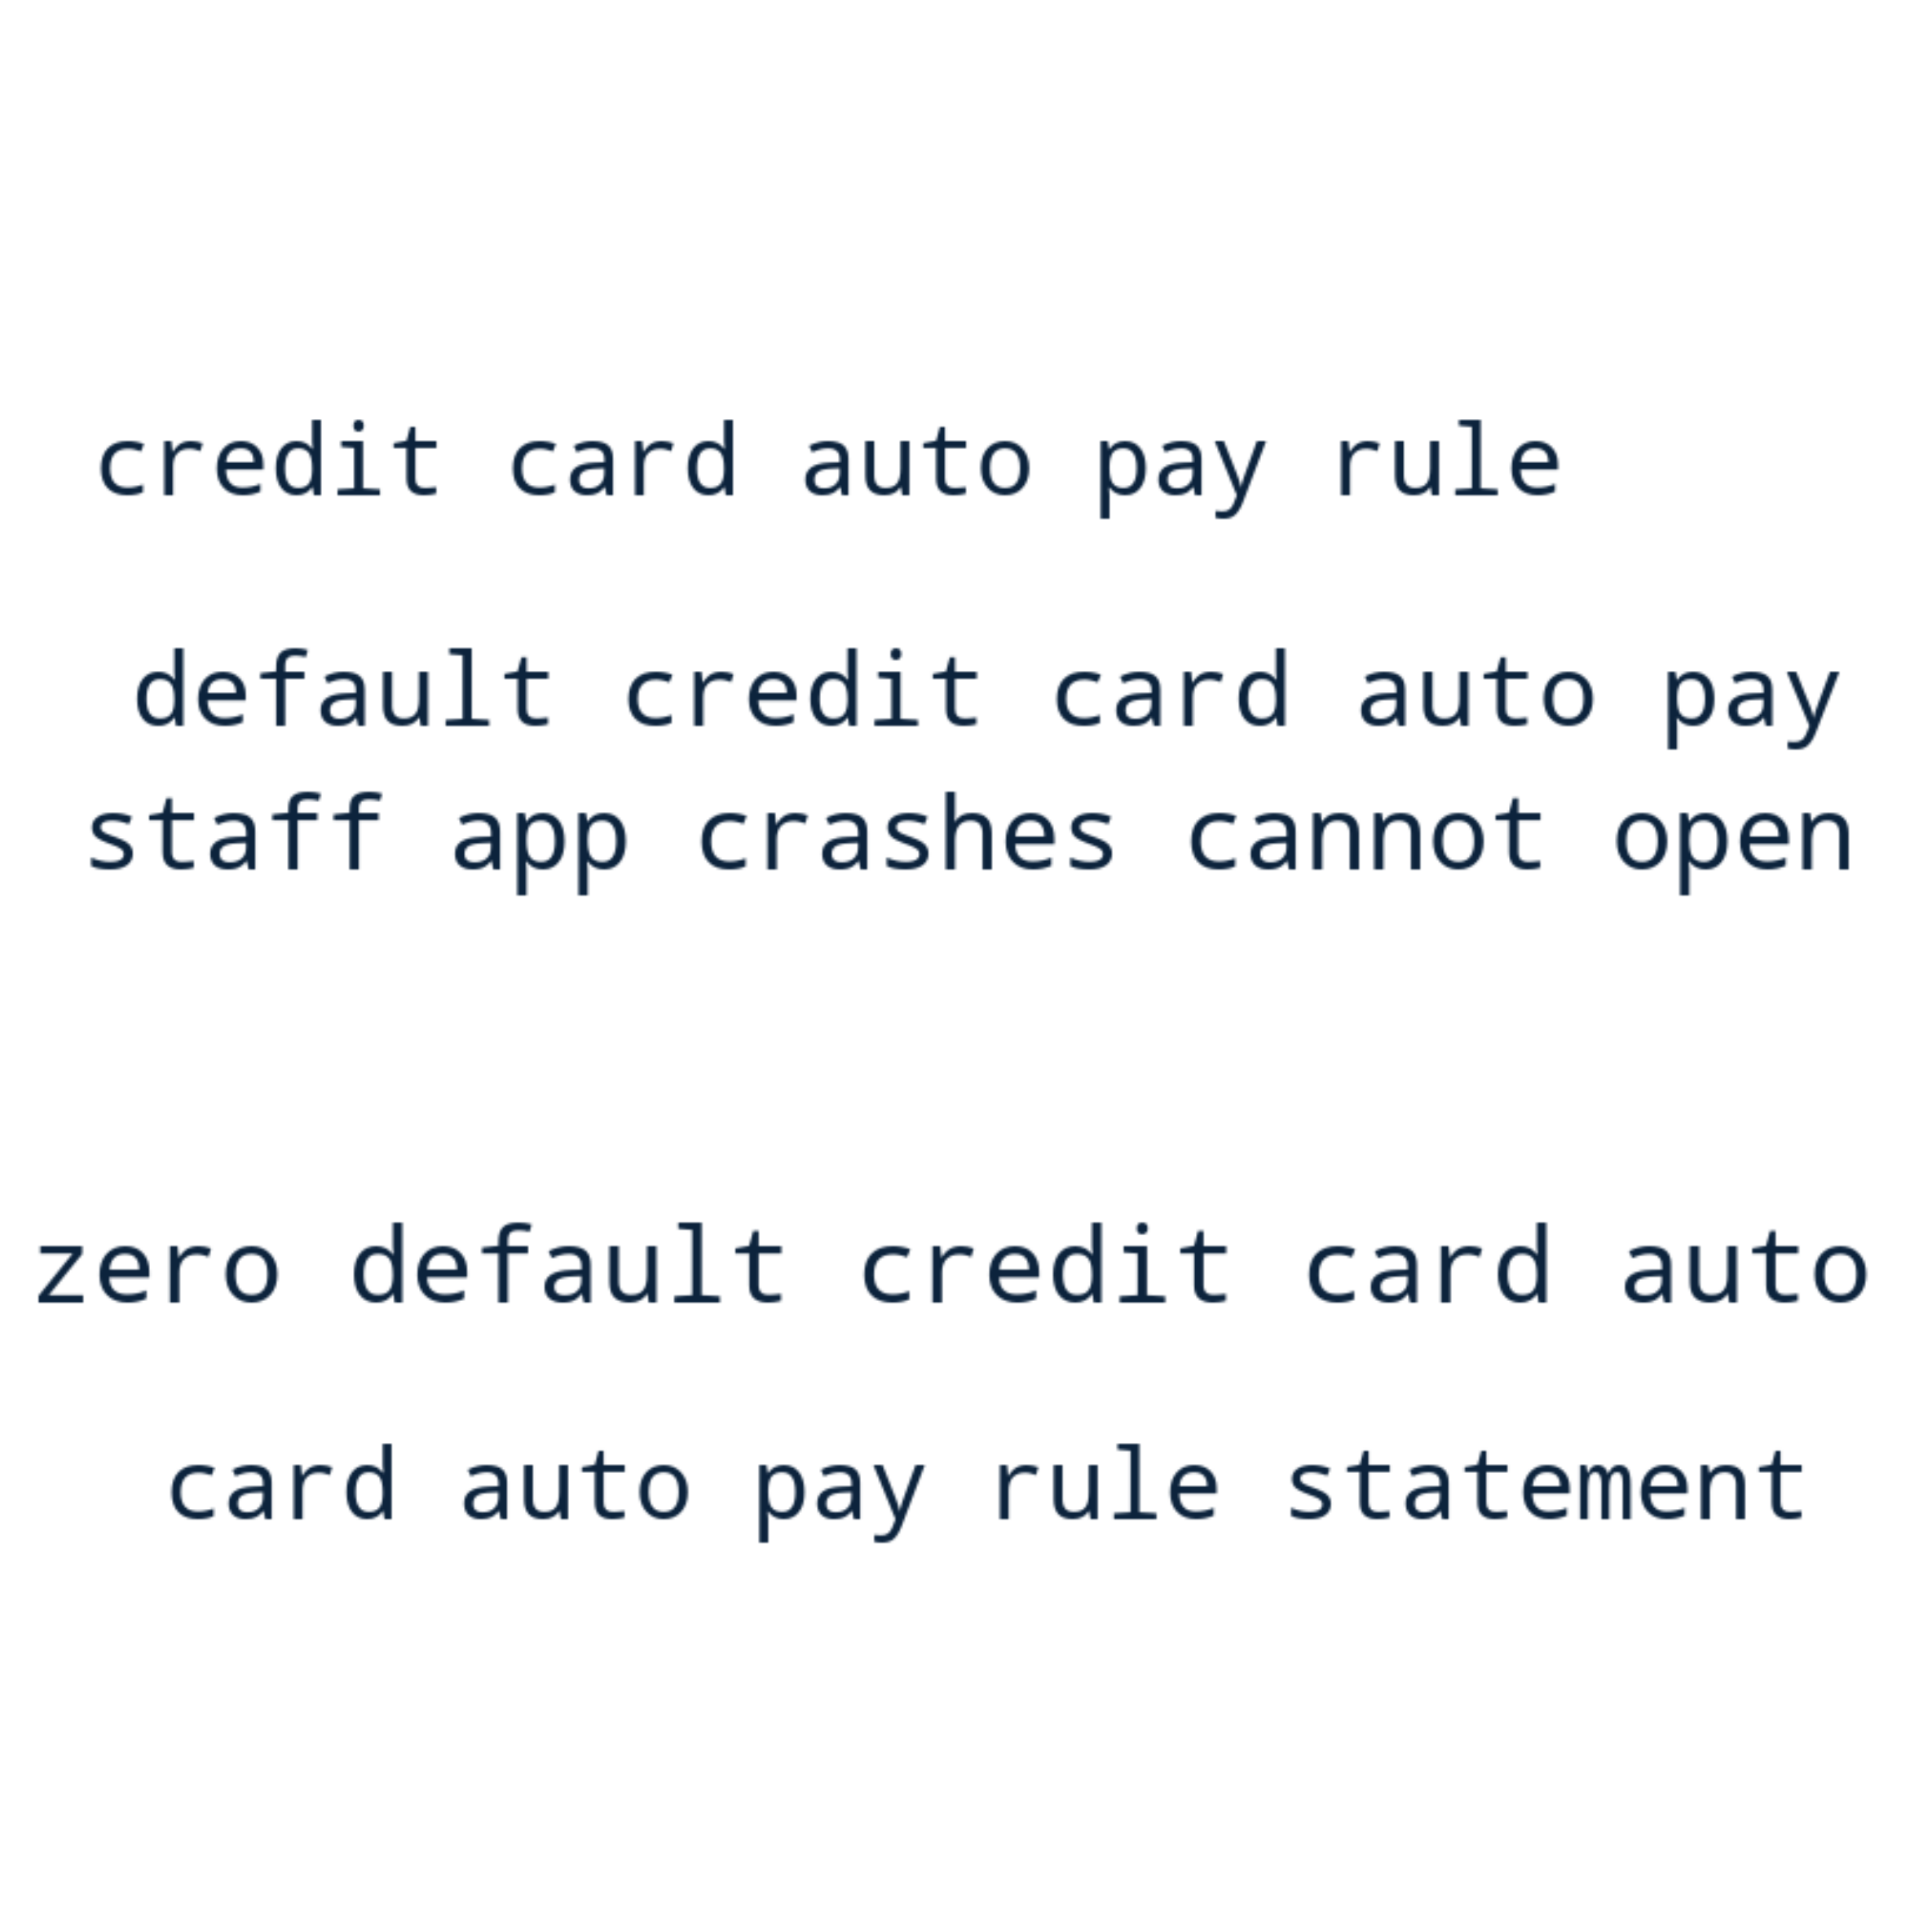 credit card auto pay rule
default credit card auto pay
staff app crashes cannot open
zero default credit card auto
card auto pay rule statement